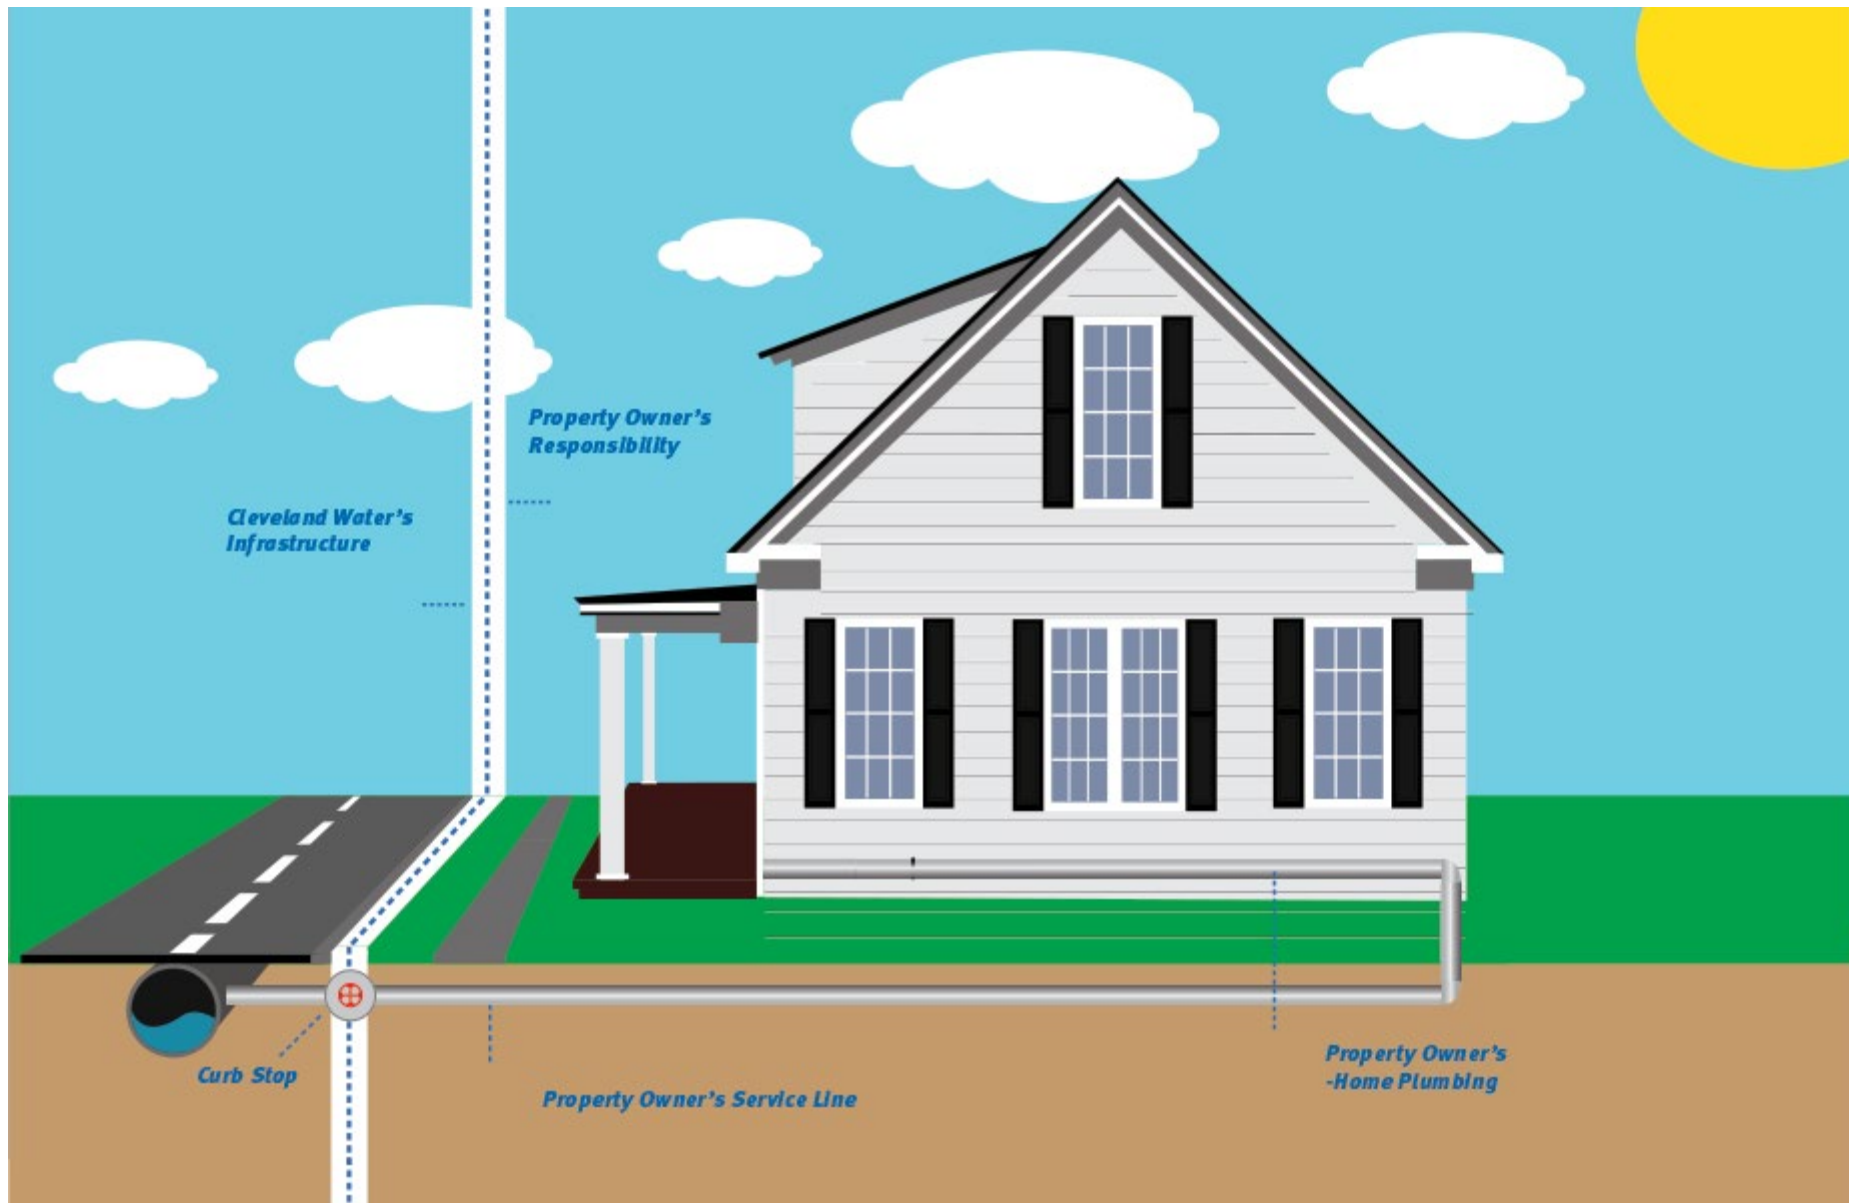 Property Owner's
Responsibility
Cleveland Water's
Infrastructure
Property Owner's
-Home Plumbing
Curb Stop
Property Owner's Service Line